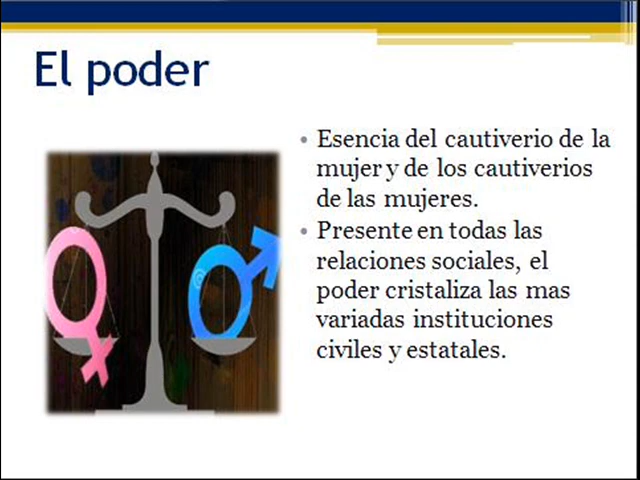 El poder
• Esencia del cautiverio de la
mujer y de los cautiverios
de las mujeres.
• Presente en todas las
relaciones sociales, el
poder cristaliza las mas
variadas instituciones
civiles y estatales.